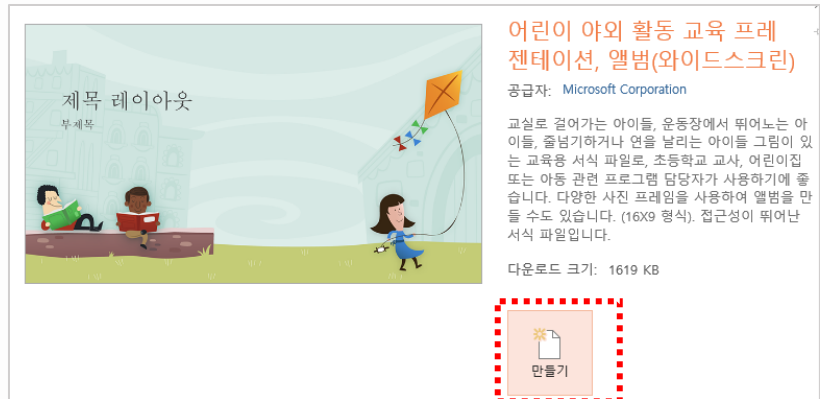 제목 레이아웃
부제목
어린이 야외 활동 교육 프레
젠테이션, 앨범(와이드스크린)
공급자: Microsoft Corporation
교실로 걸어가는 아이들, 운동장에서 뛰어노는 아
이들, 줄넘기하거나 연을 날리는 아이들 그림이 있
는 교육용 서식 파일로, 초등학교 교사, 어린이집
또는 아동 관련 프로그램 담당자가 사용하기에 좋
습니다. 다양한 사진 프레임을 사용하여 앨범을 만
들 수도 있습니다. (16X9 형식). 접근성이 뛰어난
서식 파일입니다.
다운로드 크기: 1619 KB
만들기